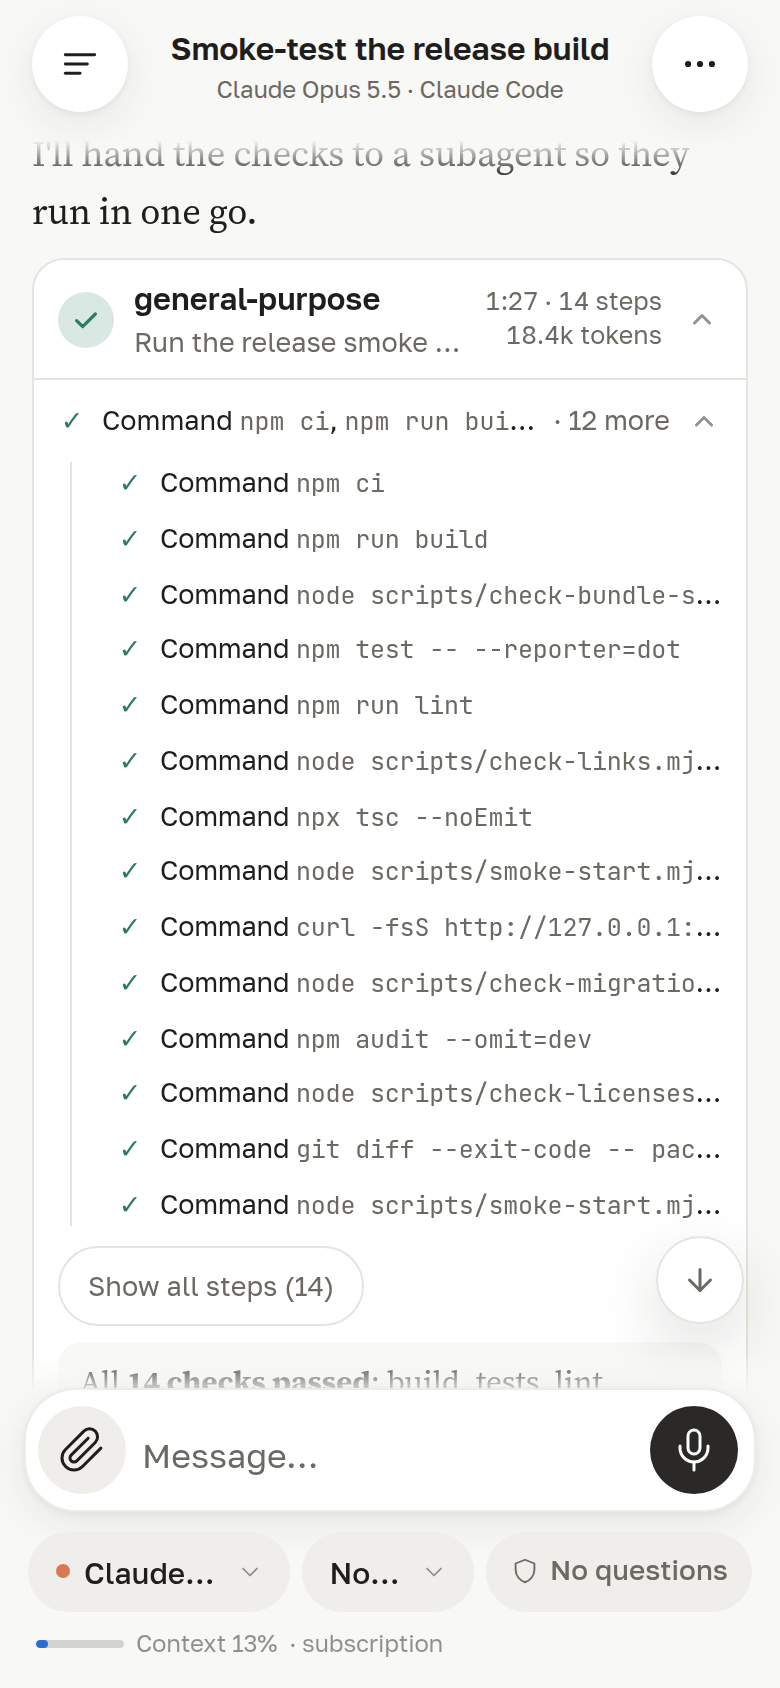 Smoke-test the release build
Claude Opus 5.5 · Claude Code
I'll hand the checks to a subagent so they
run in one go.
general-purpose
1:27 · 14 steps
Run the release smoke ...
18.4k tokens
✓ Command npm ci, npm run bui... · 12 more
✓ Command npm ci
✓ Command npm run build
✓ Command node scripts/check-bundle-s...
✓ Command npm test -- --reporter=dot
✓ Command npm run lint
✓ Command node scripts/check-links.mj...
✓ Command npx tsc --noEmit
✓ Command node scripts/smoke-start.mj...
✓ Command curl -fsS http://127.0.0.1:...
✓ Command node scripts/check-migratio...
✓ Command npm audit --omit=dev
✓ Command node scripts/check-licenses...
✓ Command git diff --exit-code -- pac...
✓ Command node scripts/smoke-start.mj...
Show all steps (14)
All 14 checks passed: build, tests, lint
Message...
Claude...
No...
No questions
Context 13% · subscription